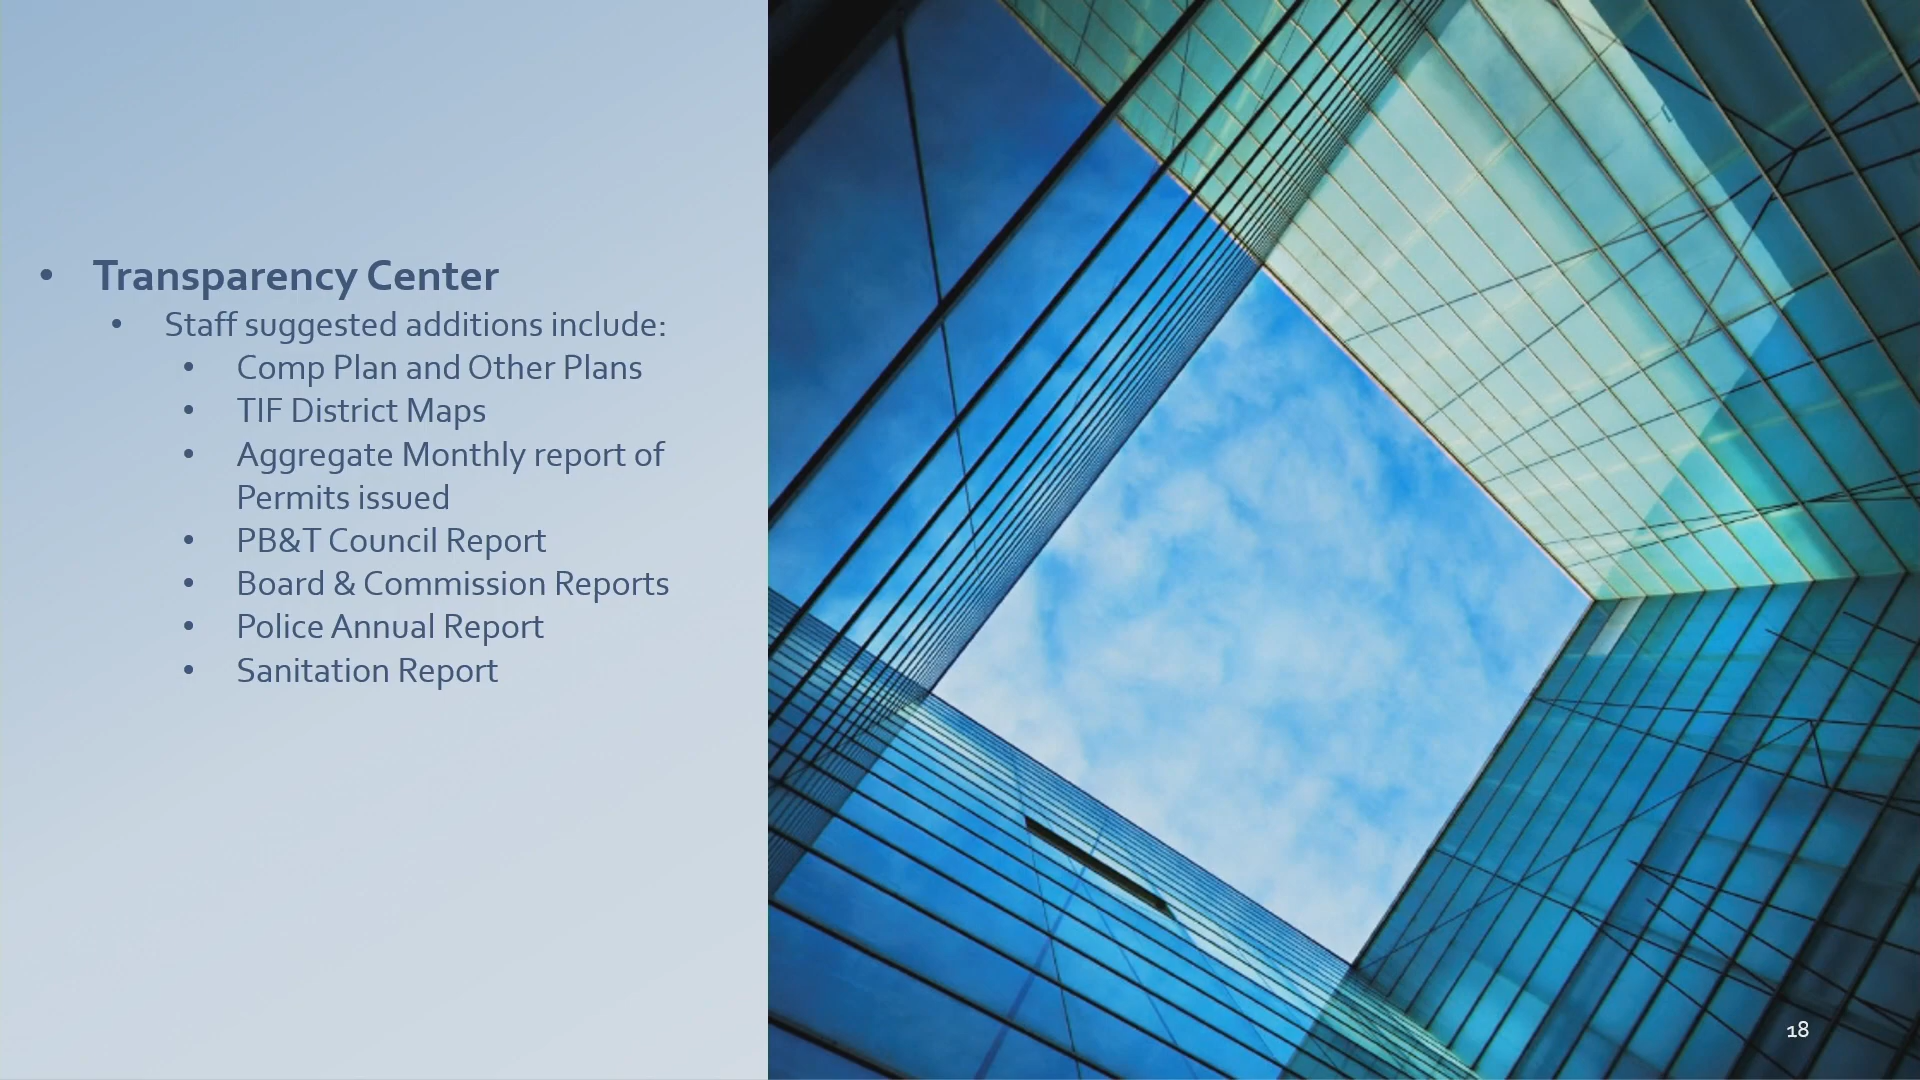 • Transparency Center
• Staff suggested additions include:
• Comp Plan and Other Plans
• TIF District Maps
• Aggregate Monthly report of
Permits issued
• PB&T Council Report
• Board & Commission Reports
• Police Annual Report
• Sanitation Report
18